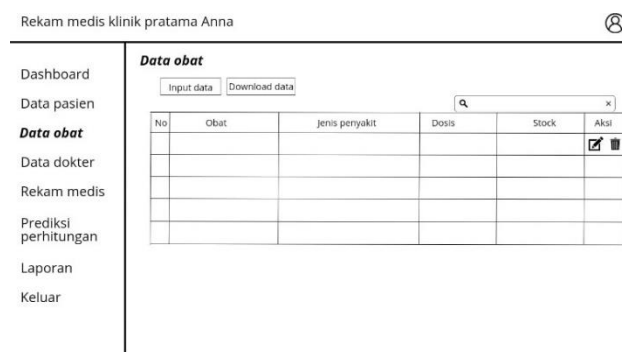 Rekam medis klinik pratama Anna
Dashboard
Data pasien
Data obat
Data dokter
Rekam medis
Prediksi
perhitungan
Laporan
Keluar
Data obat
Input data
Download data
No Obat Jenis penyakit Dosis Stock Aksi